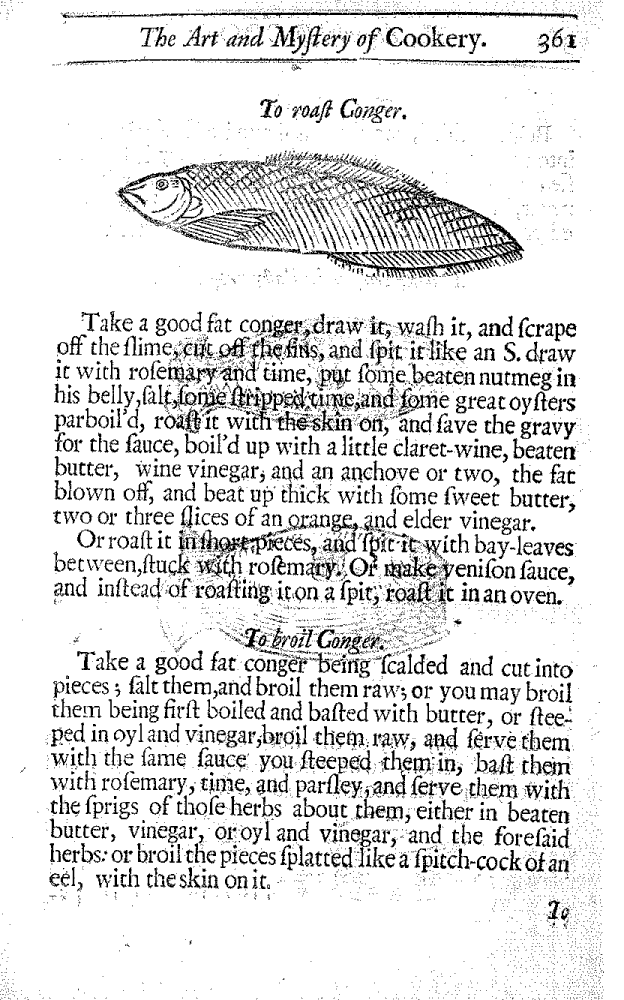 The Art and Myſtery of Cookery. 361
To roaſt Conger.
Take a good fat conger, draw it, waſh it, and ſcrape
off the ſlime, cut off the fins, and ſpit it like an S. draw
it with roſemary and time, put ſome beaten nutmeg in
his belly, ſalt, ſome ſtripped time, and ſome great oyſters
parboil'd, roaſt it with the skin on, and ſave the gravy
for the ſauce, boil'd up with a little claret-wine, beaten
butter, wine vinegar, and an anchove or two, the fat
blown off, and beat up thick with ſome ſweet butter,
two or three ſlices of an orange, and elder vinegar.
Or roaſt it in ſhort pieces, and ſpit it with bay-leaves
between, ſtuck with roſemary. Or make veniſon ſauce,
and inſtead of roaſting it on a ſpit, roaſt it in an oven.
To broil Conger.
Take a good fat conger being ſcalded and cut into
pieces; ſalt them, and broil them raw; or you may broil
them being firſt boiled and baſted with butter, or ſtee-
ped in oyl and vinegar, broil them raw, and ſerve them
with the ſame ſauce you ſteeped them in, baſt them
with roſemary, time, and parſley, and ſerve them with
the ſprigs of thoſe herbs about them, either in beaten
butter, vinegar, or oyl and vinegar, and the foreſaid
herbs: or broil the pieces ſplatted like a ſpitch-cock of an
eel, with the skin on it.
To